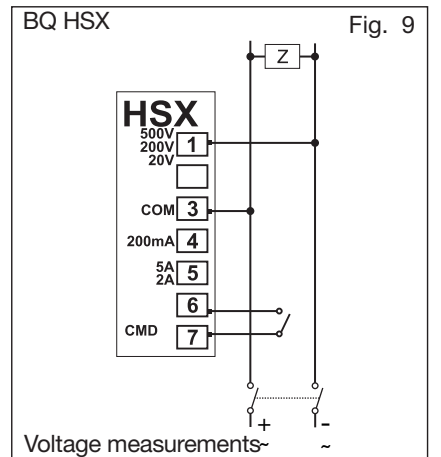 BQ HSX
Fig. 9
Z
HSX
500V
200V
20V
1
COM 3
200mA 4
5A
2A
5
6
CMD
7
+ -
Voltage measurements~ ~